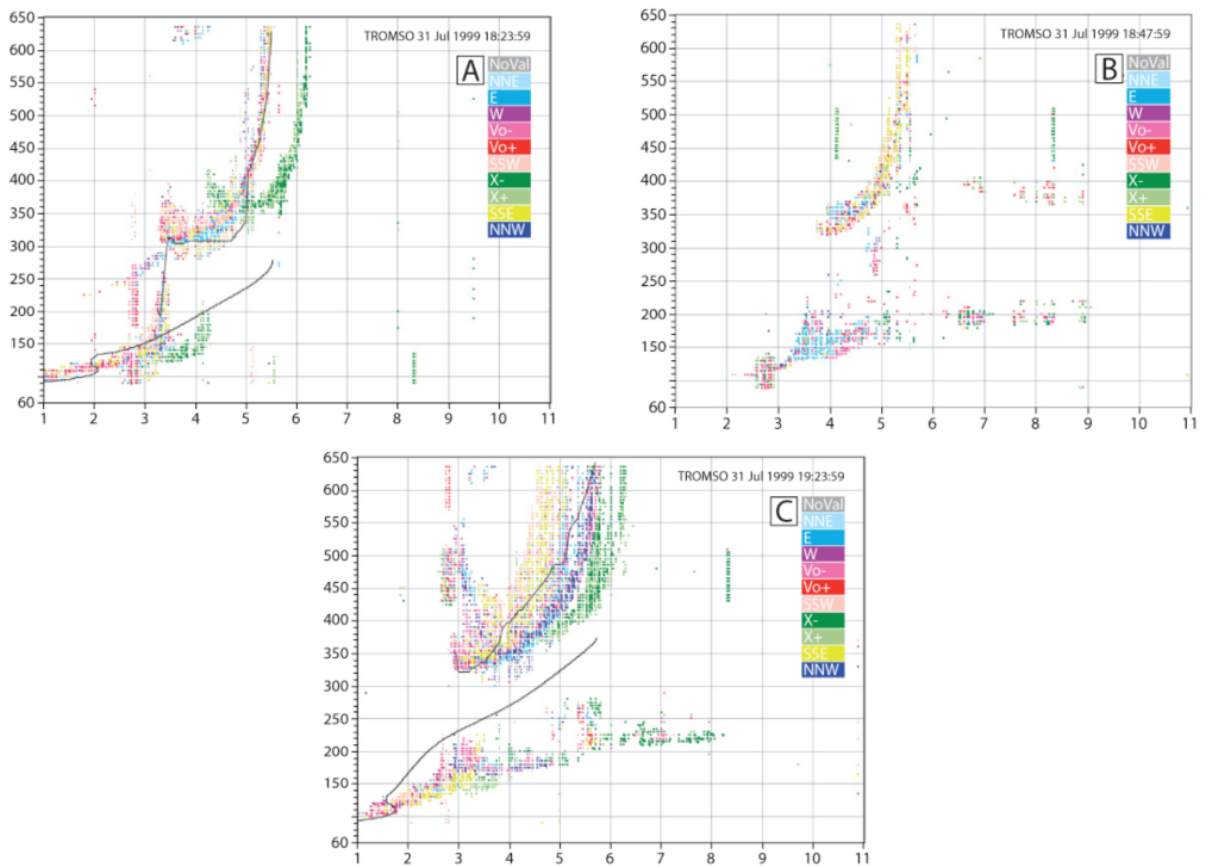 650
600
550
500
450
400
350
300
250
200
150
60
1 2 3 4 5 6 7 8 9 10 11
TROMSO 31 Jul 1999 18:23:59
A
NoVal
NNE
E
W
Vo-
Vo+
SSW
X-
X+
SSE
NNW
650
600
550
500
450
400
350
300
250
200
150
60
1 2 3 4 5 6 7 8 9 10 11
TROMSO 31 Jul 1999 18:47:59
B
NoVal
NNE
E
W
Vo-
Vo+
SSW
X-
X+
SSE
NNW
650
600
550
500
450
400
350
300
250
200
150
60
1 2 3 4 5 6 7 8 9 10 11
TROMSO 31 Jul 1999 19:23:59
C
NoVal
NNE
E
W
Vo-
Vo+
SSW
X-
X+
SSE
NNW